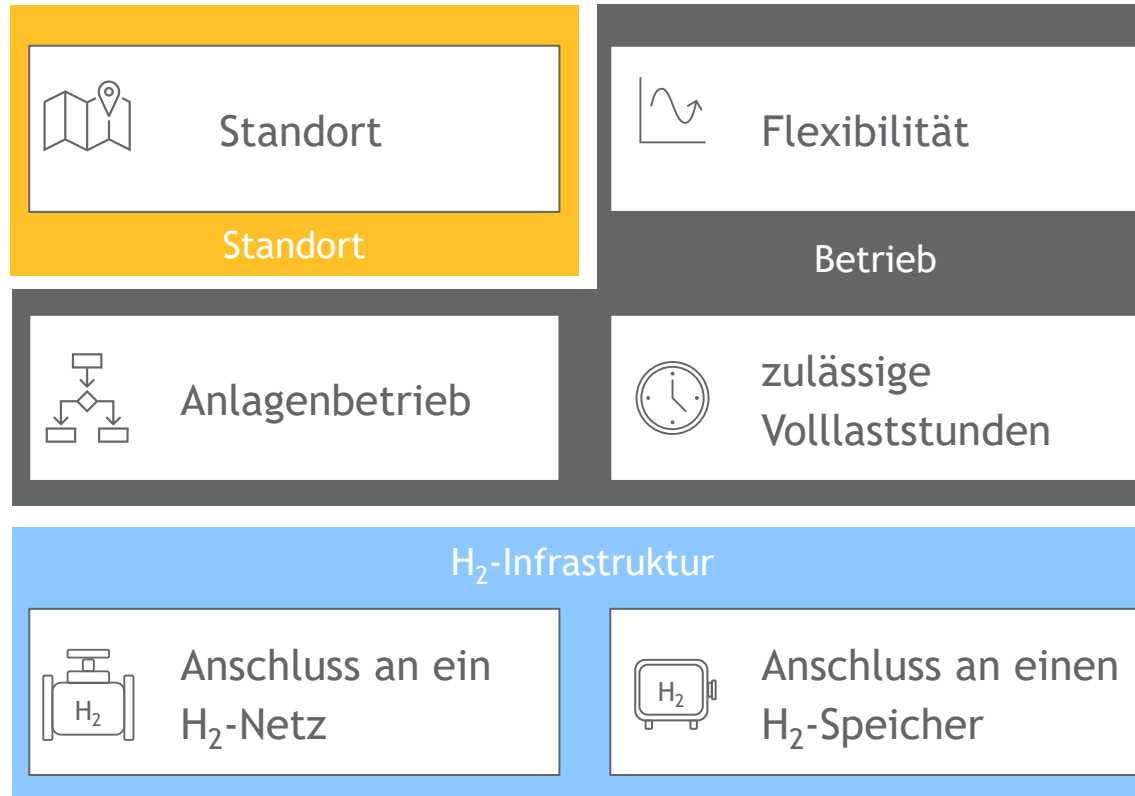 Standort
Standort
Flexibilität
Betrieb
Anlagenbetrieb
zulässige
Volllaststunden
H₂-Infrastruktur
H₂
Anschluss an ein
H₂-Netz
H₂
Anschluss an einen
H₂-Speicher